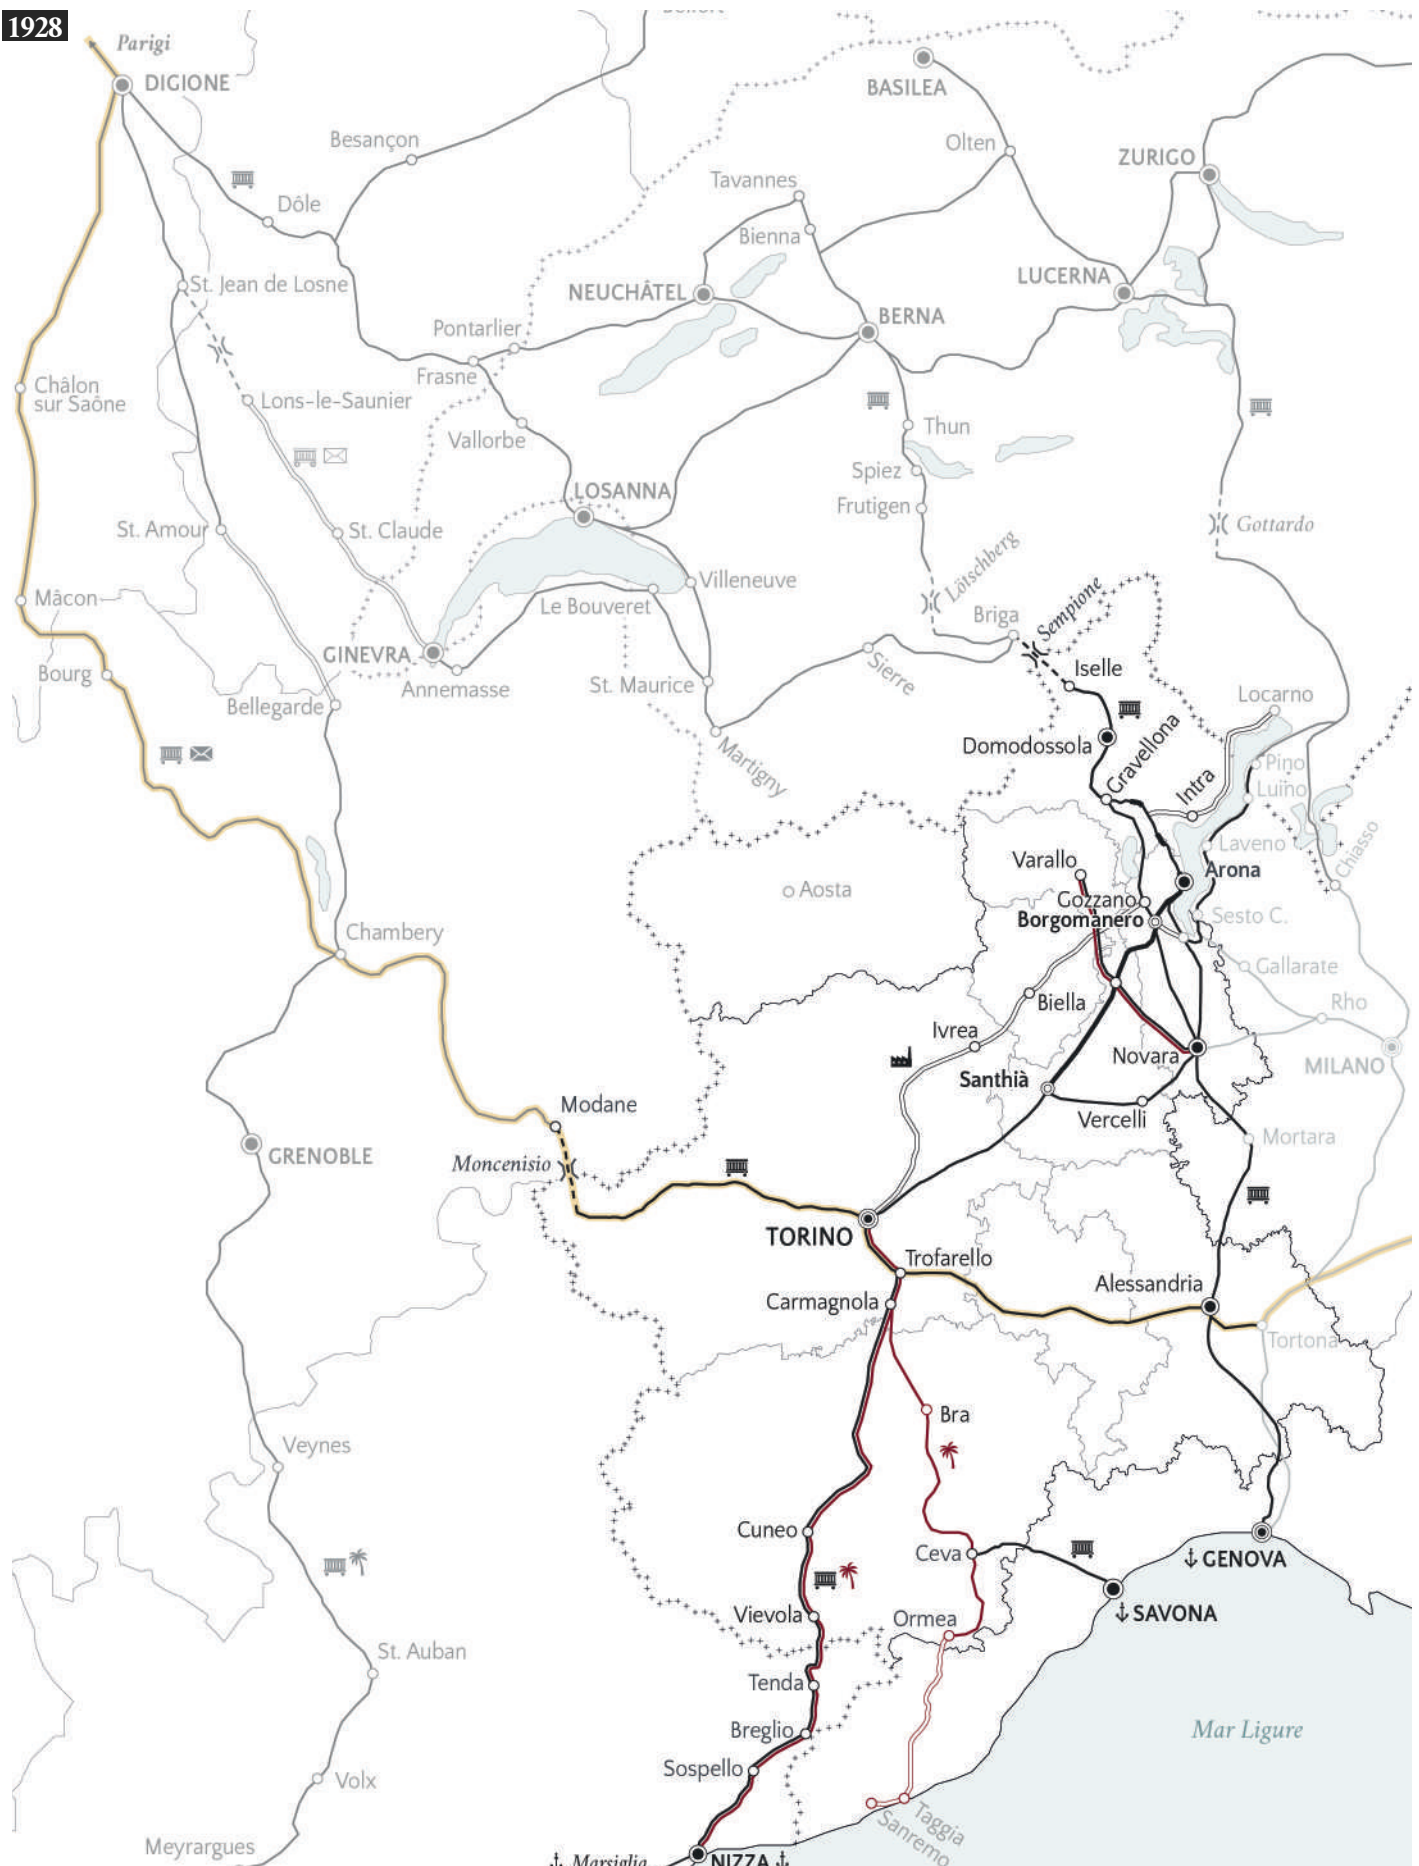 1928
Parigi
DIGIONE
BASILEA
Besançon
Olten
ZURIGO
Tavannes
Dôle
Bienna
St. Jean de Losne
NEUCHÂTEL
LUCERNA
Pontarlier
BERNA
Frasne
Châlon
sur Saône
Lons-le-Saunier
Vallorbe
Thun
Spiez
LOSANNA
Frutigen
Gottardo
St. Amour
St. Claude
Lötschberg
Villeneuve
Mâcon
Le Bouveret
Briga
Sempione
GINEVRA
Iselle
Bourg
Annemasse
St. Maurice
Sierre
Locarno
Bellegarde
Domodossola
Gravellona
Martigny
Pino
Intra
Luino
Laveno
Chiasso
Varallo
Arona
Aosta
Gozzano
Borgomanero
Sesto C.
Chambery
Gallarate
Biella
Rho
Ivrea
Novara
MILANO
Santhià
Modane
Vercelli
Mortara
GRENOBLE
Moncenisio
TORINO
Trofarello
Alessandria
Carmagnola
Tortona
Bra
Veynes
Cuneo
Ceva
GENOVA
Vievola
Ormea
SAVONA
St. Auban
Tenda
Breglio
Mar Ligure
Sospello
Volx
Taggia
Sanremo
Meyrargues
Marsiglia
NIZZA